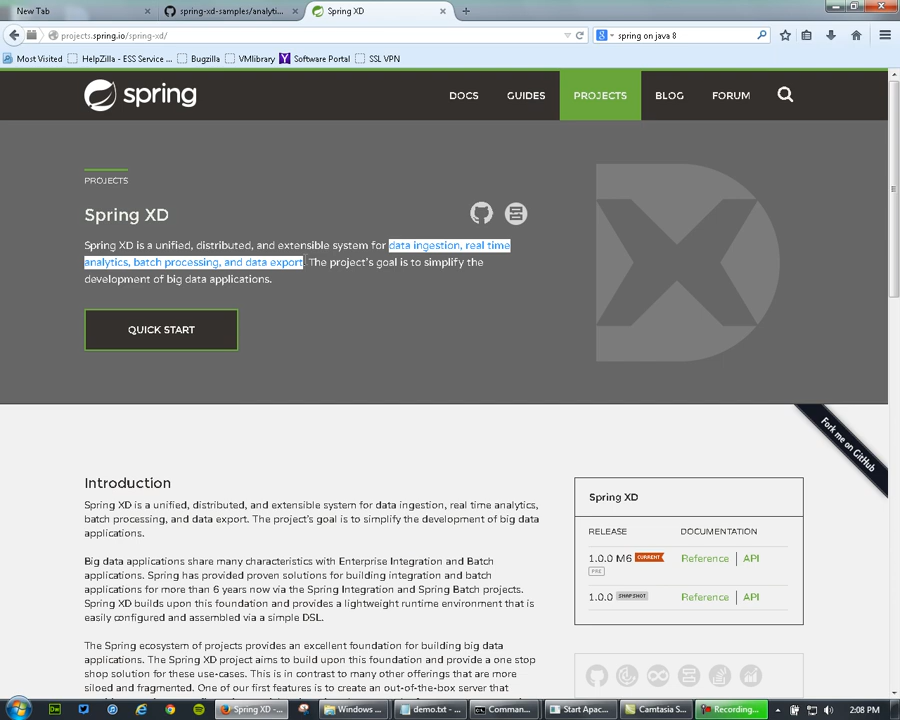 New Tab
spring-xd-samples/analyti...
Spring XD
projects.spring.io/spring-xd/
spring on java 8
Most Visited
HelpZilla - ESS Service ...
Bugzilla
VMlibrary
Software Portal
SSL VPN
spring
DOCS
GUIDES
PROJECTS
BLOG
FORUM
PROJECTS
Spring XD
Spring XD is a unified, distributed, and extensible system for data ingestion, real time
analytics, batch processing, and data export. The project's goal is to simplify the
development of big data applications.
QUICK START
Fork me on GitHub
Introduction
Spring XD is a unified, distributed, and extensible system for data ingestion, real time analytics,
batch processing, and data export. The project's goal is to simplify the development of big data
applications.
Big data applications share many characteristics with Enterprise Integration and Batch
applications. Spring has provided proven solutions for building integration and batch
applications for more than 6 years now via the Spring Integration and Spring Batch projects.
Spring XD builds upon this foundation and provides a lightweight runtime environment that is
easily configured and assembled via a simple DSL.
The Spring ecosystem of projects provides an excellent foundation for building big data
applications. The Spring XD project aims to build upon this foundation and provide a one stop
shop solution for these use-cases. This is in contrast to many other offerings that are more
siloed and fragmented. One of our first features is to create an out-of-the-box server that
Spring XD
RELEASE
DOCUMENTATION
1.0.0 M6 CURRENT
PRE
Reference | API
1.0.0 SNAPSHOT
Reference | API
Spring XD -...
Windows ...
demo.txt - ...
Comman...
Start Apac...
Camtasia S...
Recording...
2:08 PM